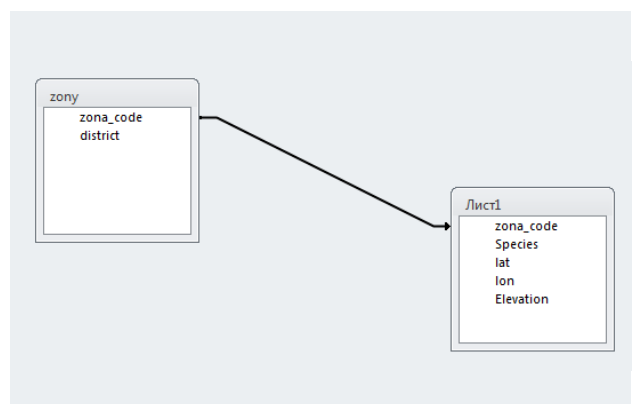 zony
zona_code
district
Лист1
zona_code
Species
lat
lon
Elevation